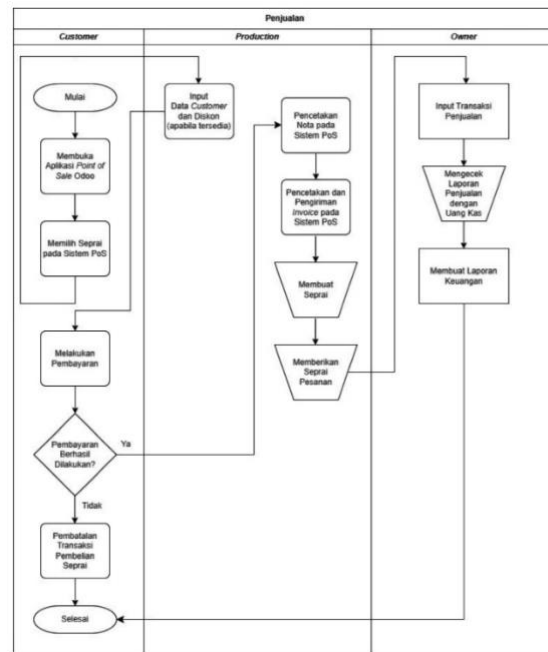 Penjualan
Customer
Production
Owner
Mulai
Membuka
Aplikasi Point of
Sale Odoo
Memilih Seprai
pada Sistem PoS
Input
Data Customer
dan Diskon
(apabila tersedia)
Melakukan
Pembayaran
Pembayaran
Berhasil
Dilakukan?
Ya
Tidak
Pembatalan
Transaksi
Pembelian
Seprai
Selesai
Pencetakan
Nota pada
Sistem PoS
Pencetakan dan
Pengiriman
Invoice pada
Sistem PoS
Membuat
Seprai
Memberikan
Seprai
Pesanan
Input Transaksi
Penjualan
Mengecek
Laporan
Penjualan
dengan
Uang Kas
Membuat Laporan
Keuangan